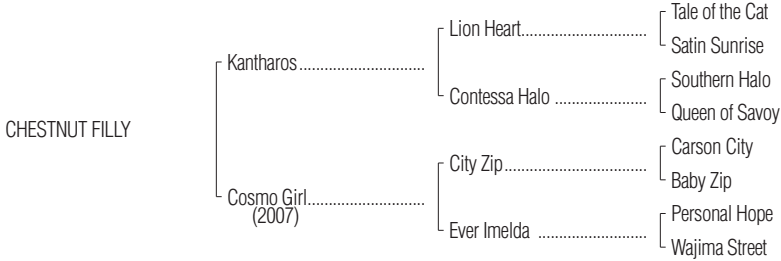 Tale of the Cat
Lion Heart..............................
Satin Sunrise
Kantharos..............................
Southern Halo
Contessa Halo ......................
Queen of Savoy
CHESTNUT FILLY
Carson City
City Zip...................................
Baby Zip
Cosmo Girl............................
(2007)
Personal Hope
Ever Imelda ..........................
Wajima Street